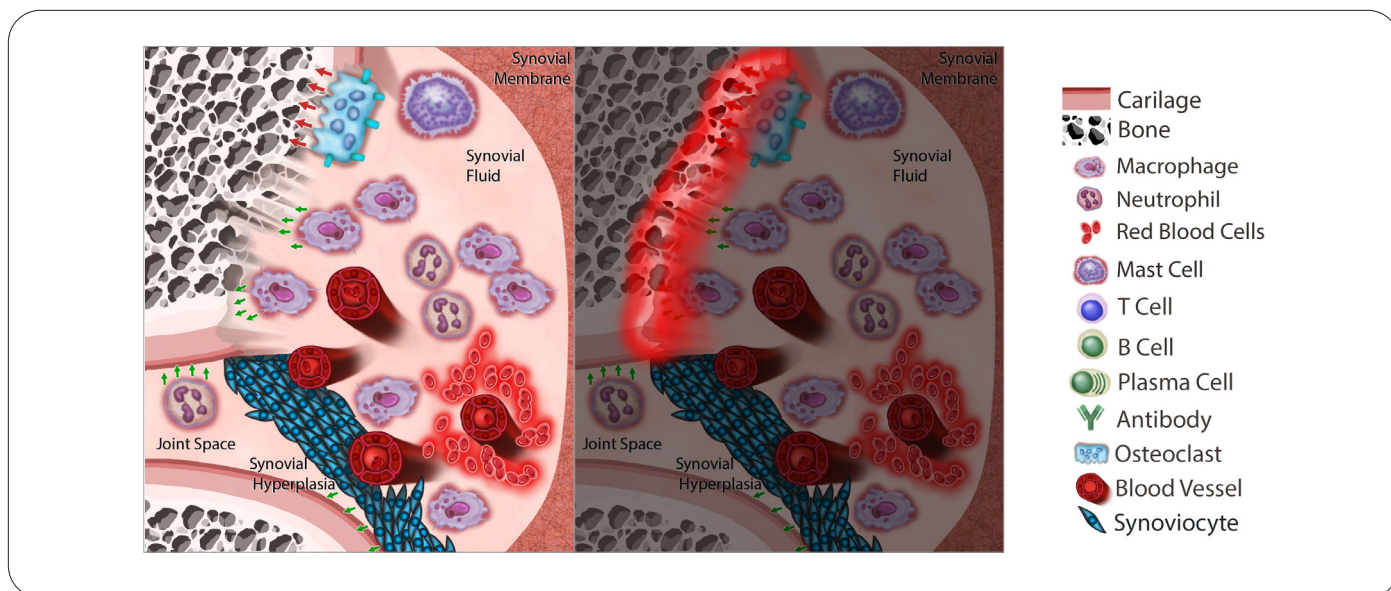 Synovial
Membrane
Synovial
Fluid
Joint Space
Synovial
Hyperplasia
Synovial
Membrane
Synovial
Fluid
Joint Space
Synovial
Hyperplasia
Carilage
Bone
Macrophage
Neutrophil
Red Blood Cells
Mast Cell
T Cell
B Cell
Plasma Cell
Antibody
Osteoclast
Blood Vessel
Synoviocyte